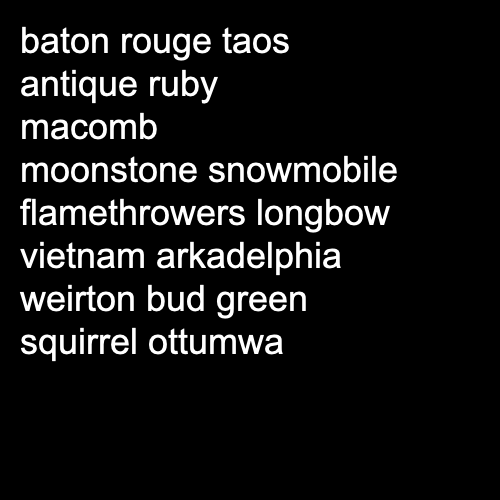 baton rouge taos
antique ruby
macomb
moonstone snowmobile
flamethrowers longbow
vietnam arkadelphia
weirton bud green
squirrel ottumwa